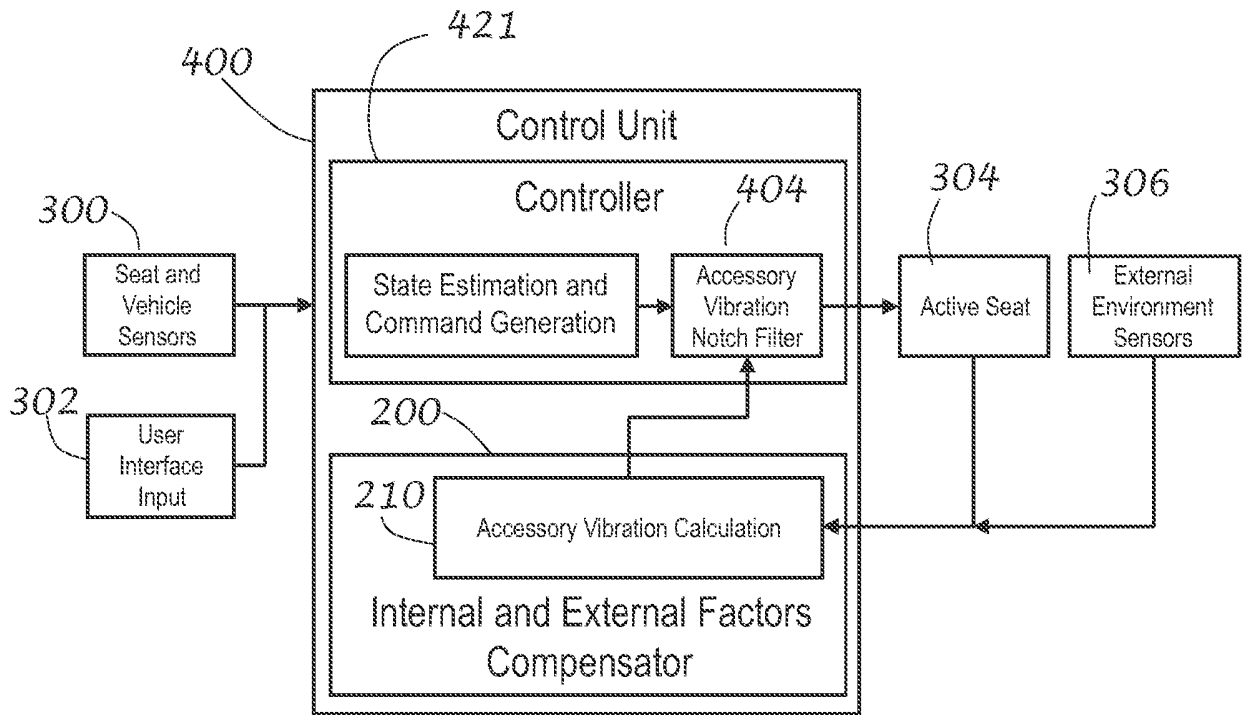 421
400
Control Unit
Controller
404
304
306
300
Seat and
Vehicle
Sensors
State Estimation and
Command Generation
Accessory
Vibration
Notch Filter
Active Seat
External
Environment
Sensors
302
User
Interface
Input
200
210
Accessory Vibration Calculation
Internal and External Factors
Compensator